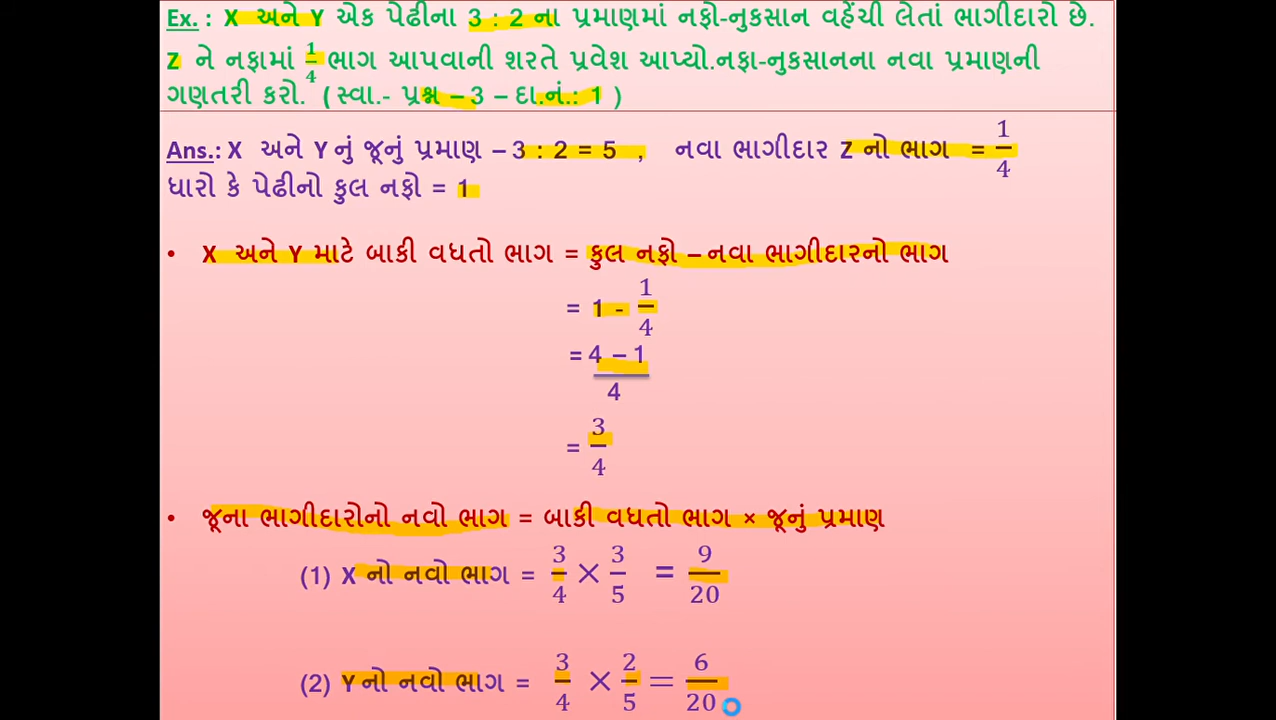 Ex. : X અને Y એક પેઢીના 3 : 2 ના પ્રમાણમાં નફો-નુકસાન વહેંચી લેતાં ભાગીદારો છે.
Z ને નફામાં 1/4 ભાગ આપવાની શરતે પ્રવેશ આપ્યો.નફા-નુકસાનના નવા પ્રમાણની
ગણતરી કરો. ( સ્વા.- પ્રશ્ન – 3 – દા.નં.: 1 )
Ans.: X અને Y નું જૂનું પ્રમાણ – 3 : 2 = 5 , નવા ભાગીદાર Z નો ભાગ = 1/4
ધારો કે પેઢીનો કુલ નફો = 1
• X અને Y માટે બાકી વધતો ભાગ = કુલ નફો – નવા ભાગીદારનો ભાગ
= 1 - 1/4
= 4 – 1
4
= 3/4
• જૂના ભાગીદારોનો નવો ભાગ = બાકી વધતો ભાગ × જૂનું પ્રમાણ
(1) X નો નવો ભાગ = 3/4 × 3/5 = 9/20
(2) Y નો નવો ભાગ = 3/4 × 2/5 = 6/20